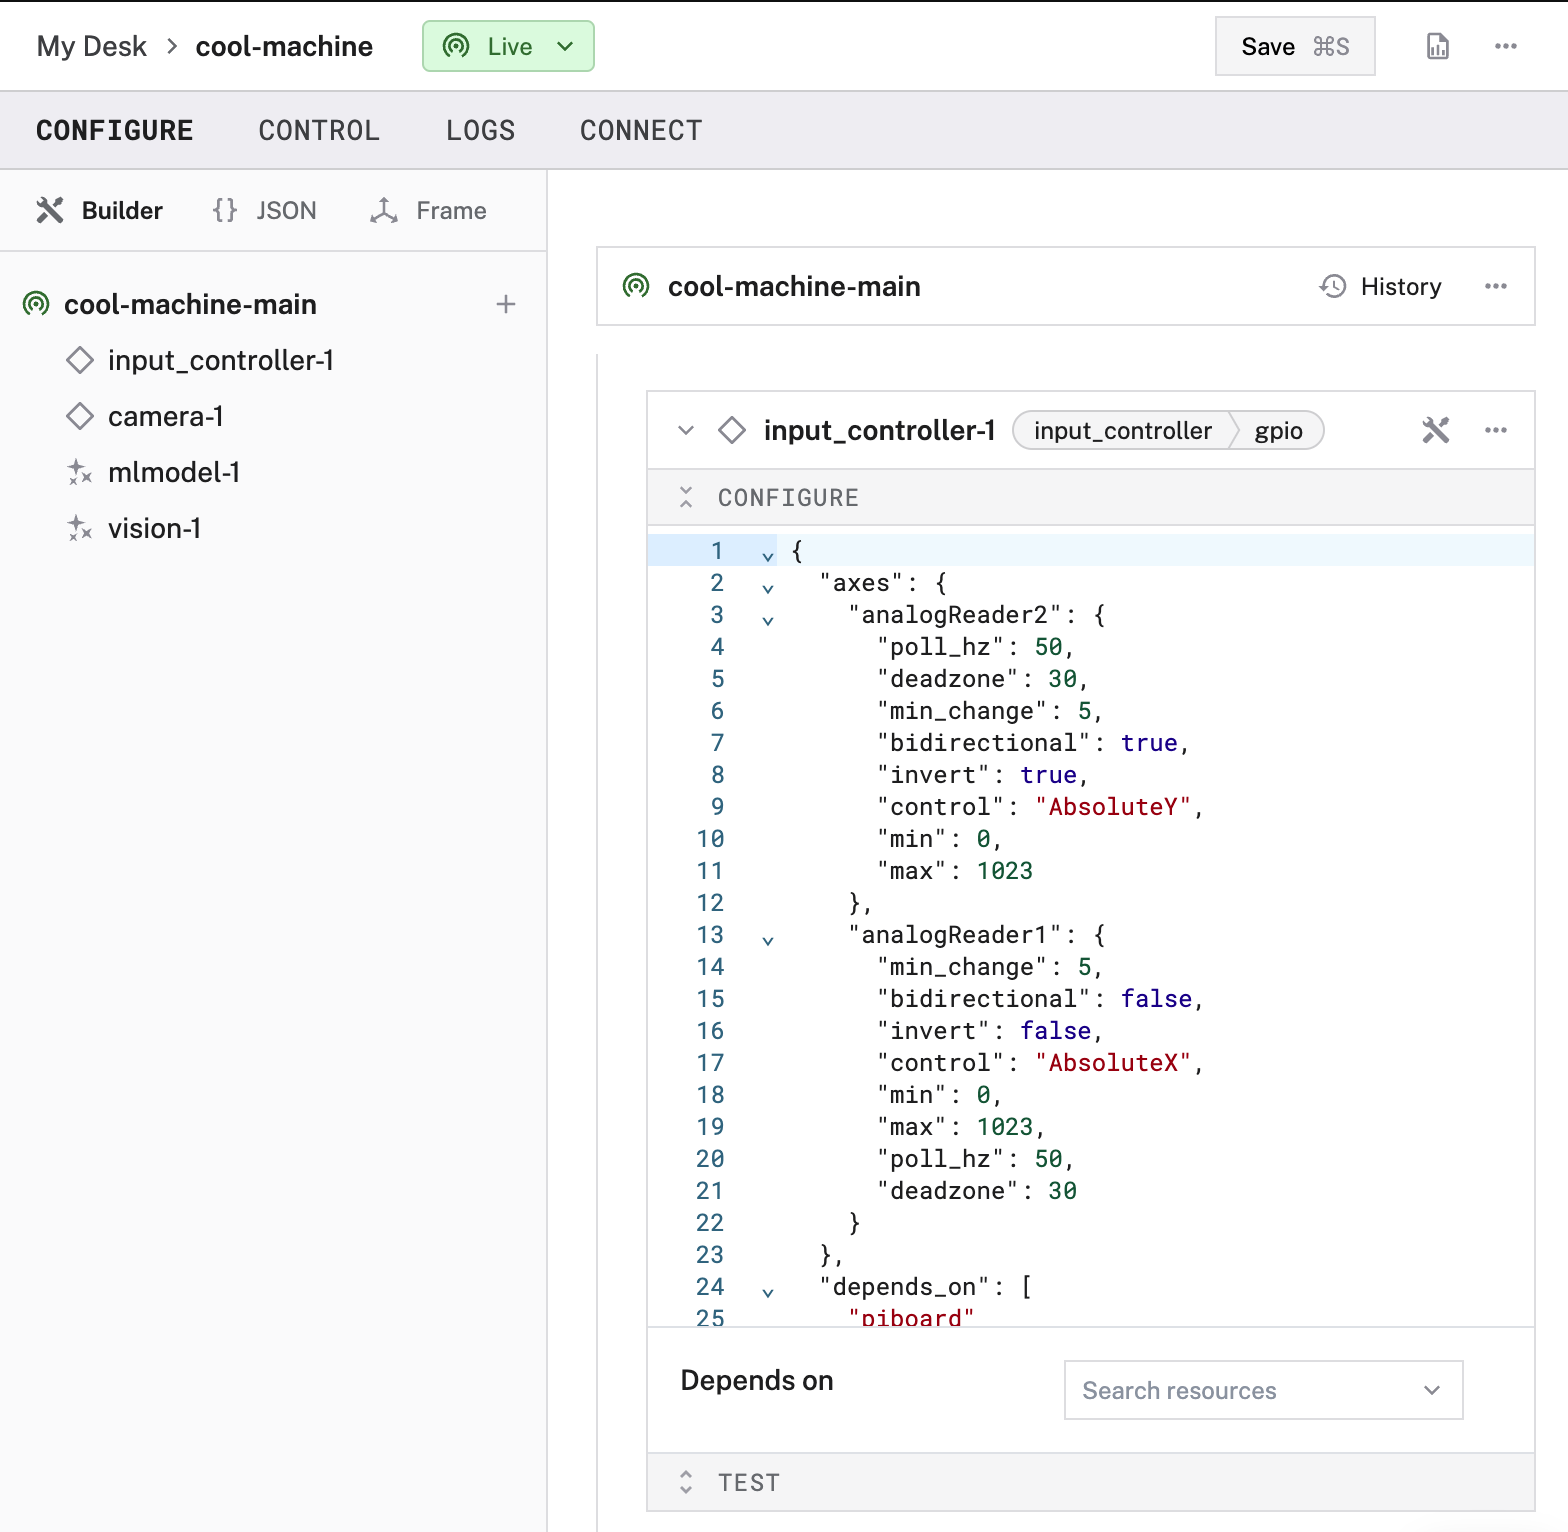 My Desk > cool-machine Live Save ⌘S
CONFIGURE CONTROL LOGS CONNECT
Builder {} JSON Frame
cool-machine-main +
input_controller-1
camera-1
mlmodel-1
vision-1
cool-machine-main History
input_controller-1 input_controller gpio
CONFIGURE
1 {
2 "axes": {
3 "analogReader2": {
4 "poll_hz": 50,
5 "deadzone": 30,
6 "min_change": 5,
7 "bidirectional": true,
8 "invert": true,
9 "control": "AbsoluteY",
10 "min": 0,
11 "max": 1023
12 },
13 "analogReader1": {
14 "min_change": 5,
15 "bidirectional": false,
16 "invert": false,
17 "control": "AbsoluteX",
18 "min": 0,
19 "max": 1023,
20 "poll_hz": 50,
21 "deadzone": 30
22 }
23 },
24 "depends_on": [
25 "piboard"
Depends on Search resources
TEST